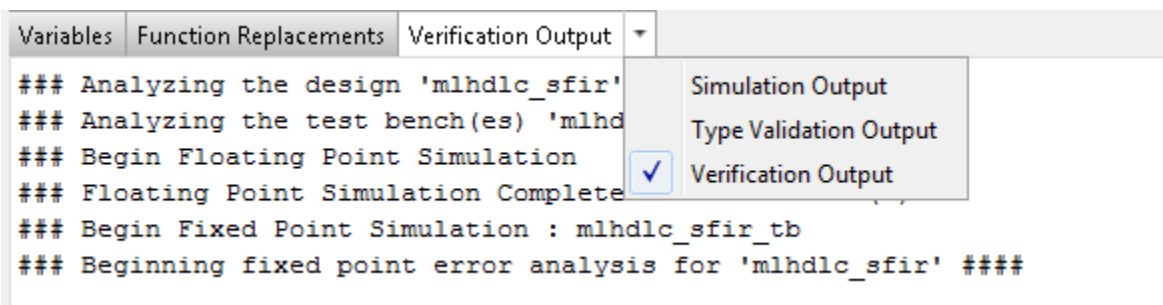 Variables Function Replacements Verification Output
### Analyzing the design 'mlhdlc_sfir'
### Analyzing the test bench(es) 'mlhd
### Begin Floating Point Simulation
### Floating Point Simulation Complete
### Begin Fixed Point Simulation : mlhdlc_sfir_tb
### Beginning fixed point error analysis for 'mlhdlc_sfir' ####
Simulation Output
Type Validation Output
Verification Output